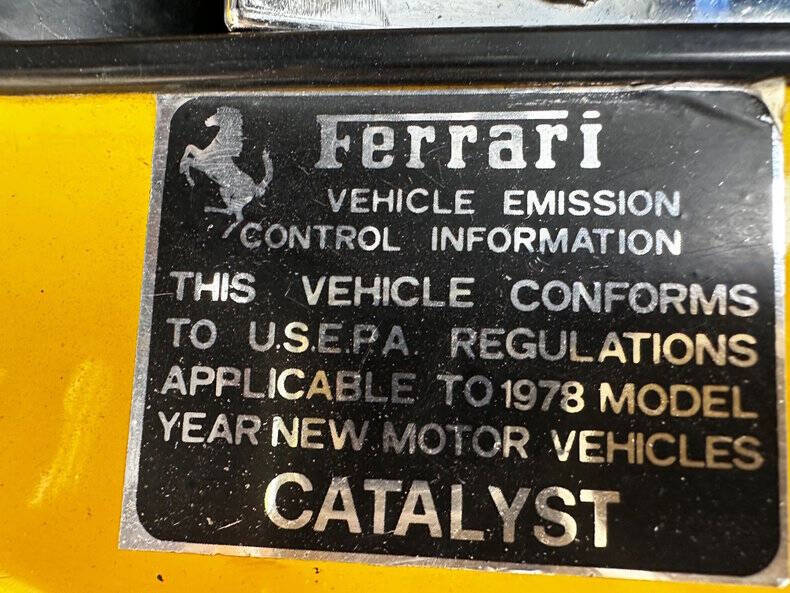 Ferrari
VEHICLE EMISSION
CONTROL INFORMATION
THIS VEHICLE CONFORMS
TO U.S.E.P.A. REGULATIONS
APPLICABLE TO 1978 MODEL
YEAR NEW MOTOR VEHICLES
CATALYST